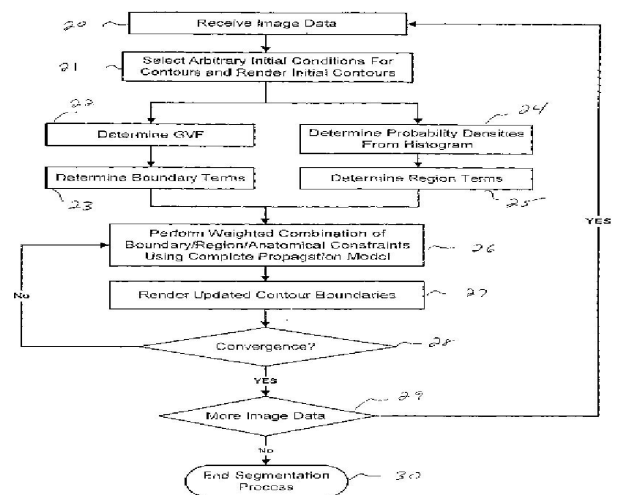 20
Receive Image Data
21
Select Arbitrary Initial Conditions For
Contours and Render Initial Contours
22
Determine GVF
24
Determine Probability Densities
From Histogram
Determine Boundary Terms
23
Determine Region Terms
25
Perform Weighted Combination of
Boundary/Region/Anatomical Constraints
Using Complete Propagation Model
26
YES
No
Render Updated Contour Boundaries
27
Convergence?
28
YES
More Image Data
29
No
End Segmentation
Process
30